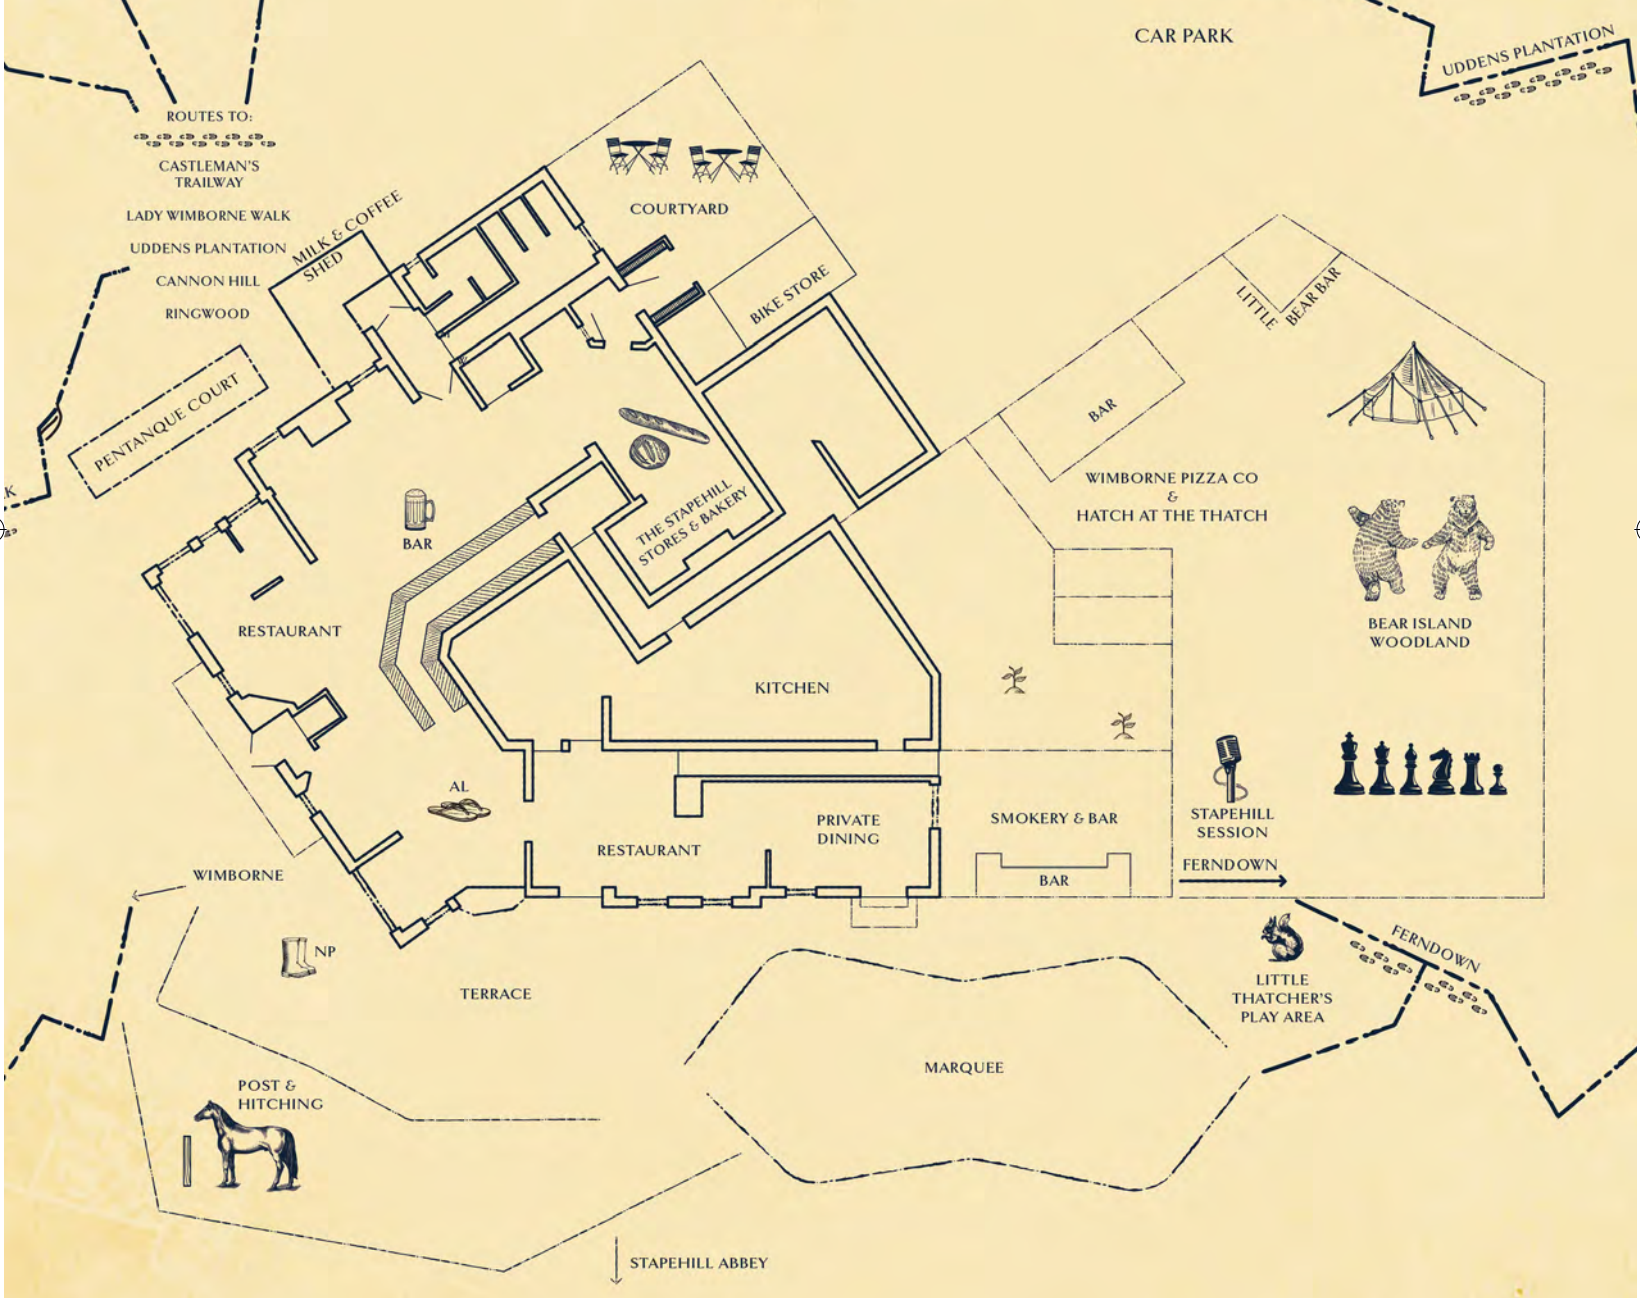 CAR PARK
UDDENS PLANTATION
ROUTES TO:
CASTLEMAN'S
TRAILWAY
LADY WIMBORNE WALK
UDDENS PLANTATION
CANNON HILL
RINGWOOD
MILK & COFFEE
SHED
COURTYARD
BIKE STORE
LITTLE
BEAR BAR
PENTANQUE COURT
BAR
K
WIMBORNE PIZZA CO
&
HATCH AT THE THATCH
BAR
THE STAPEHILL
STORES & BAKERY
RESTAURANT
BEAR ISLAND
WOODLAND
KITCHEN
AL
RESTAURANT
PRIVATE
DINING
SMOKERY & BAR
BAR
STAPEHILL
SESSION
FERNDOWN
WIMBORNE
NP
TERRACE
LITTLE
THATCHER'S
PLAY AREA
FERNDOWN
MARQUEE
POST &
HITCHING
STAPEHILL ABBEY